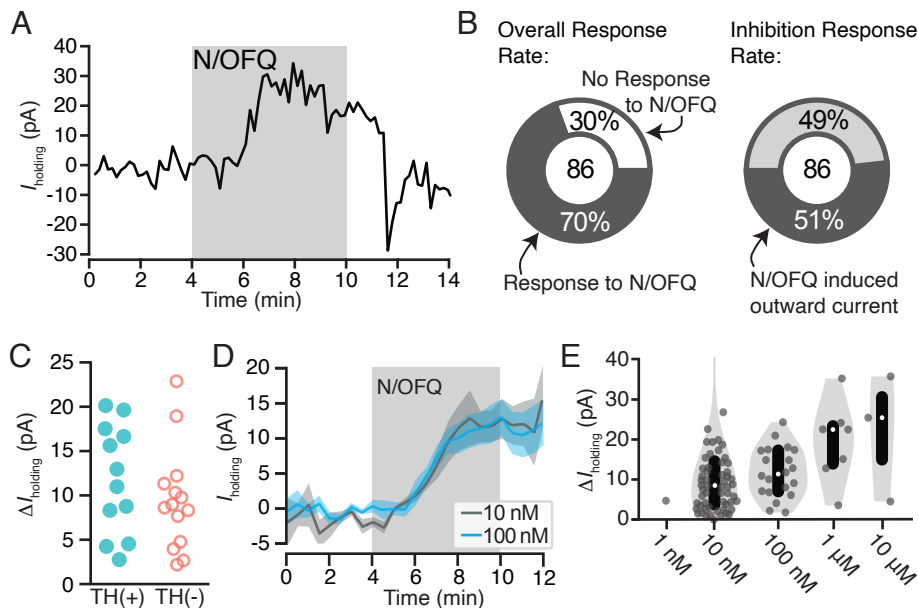 A
N/OFQ
I holding (pA)
40
30
20
10
0
-10
-20
-30
0 2 4 6 8 10 12 14
Time (min)
B
Overall Response
Rate:
No Response
to N/OFQ
30%
86
70%
Response to N/OFQ
Inhibition Response
Rate:
49%
86
51%
N/OFQ induced
outward current
C
ΔI holding (pA)
25
20
15
10
5
0
TH(+) TH(-)
D
N/OFQ
I holding (pA)
20
15
10
5
0
-5
10 nM
100 nM
0 2 4 6 8 10 12
Time (min)
E
ΔI holding (pA)
40
30
20
10
0
1 nM 10 nM 100 nM 1 μM 10 μM